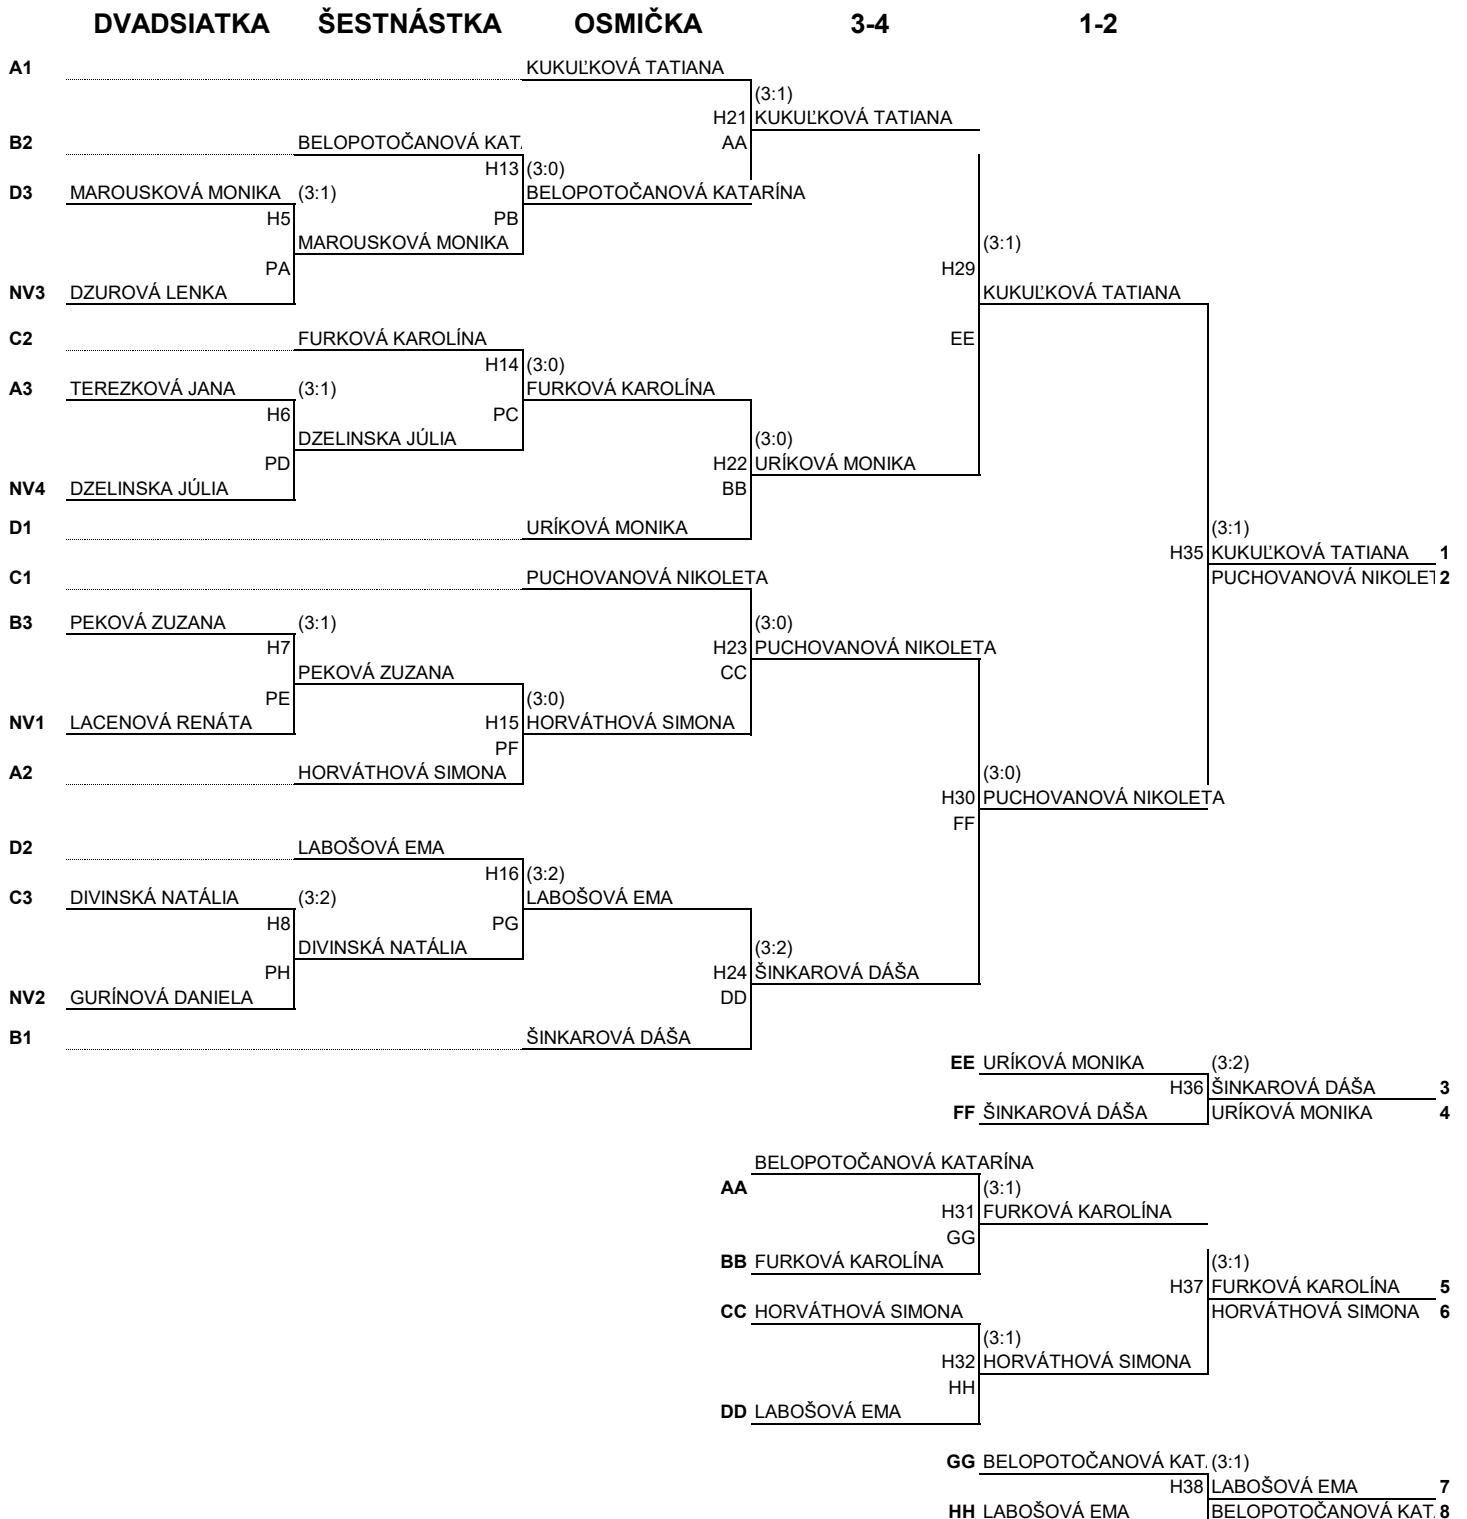 DVADSIATKA ŠESTNÁSTKA OSMIČKA 3-4 1-2
A1 KUKUĽKOVÁ TATIANA
(3:1)
H21 KUKUĽKOVÁ TATIANA
B2 BELOPOTOČANOVÁ KAT. AA
H13 (3:0)
D3 MAROUSKOVÁ MONIKA (3:1) BELOPOTOČANOVÁ KATARÍNA
H5 PB
MAROUSKOVÁ MONIKA (3:1)
PA H29
NV3 DZUROVÁ LENKA KUKUĽKOVÁ TATIANA
C2 FURKOVÁ KAROLÍNA EE
H14 (3:0)
A3 TEREZKOVÁ JANA (3:1) FURKOVÁ KAROLÍNA
H6 PC
DZELINSKA JÚLIA (3:0)
PD H22 URÍKOVÁ MONIKA
NV4 DZELINSKA JÚLIA BB
D1 URÍKOVÁ MONIKA (3:1)
H35 KUKUĽKOVÁ TATIANA 1
C1 PUCHOVANOVÁ NIKOLETA PUCHOVANOVÁ NIKOLET 2
B3 PEKOVÁ ZUZANA (3:1) (3:0)
H7 H23 PUCHOVANOVÁ NIKOLETA
PEKOVÁ ZUZANA CC
PE (3:0)
NV1 LACENOVÁ RENÁTA H15 HORVÁTHOVÁ SIMONA
PF
A2 HORVÁTHOVÁ SIMONA (3:0)
H30 PUCHOVANOVÁ NIKOLETA
FF
D2 LABOŠOVÁ EMA
H16 (3:2)
C3 DIVINSKÁ NATÁLIA (3:2) LABOŠOVÁ EMA
H8 PG
DIVINSKÁ NATÁLIA (3:2)
PH H24 ŠINKAROVÁ DÁŠA
NV2 GURÍNOVÁ DANIELA DD
B1 ŠINKAROVÁ DÁŠA
EE URÍKOVÁ MONIKA (3:2)
H36 ŠINKAROVÁ DÁŠA 3
FF ŠINKAROVÁ DÁŠA URÍKOVÁ MONIKA 4
BELOPOTOČANOVÁ KATARÍNA
AA (3:1)
H31 FURKOVÁ KAROLÍNA
GG
BB FURKOVÁ KAROLÍNA (3:1)
H37 FURKOVÁ KAROLÍNA 5
CC HORVÁTHOVÁ SIMONA HORVÁTHOVÁ SIMONA 6
(3:1)
H32 HORVÁTHOVÁ SIMONA
HH
DD LABOŠOVÁ EMA
GG BELOPOTOČANOVÁ KAT. (3:1)
H38 LABOŠOVÁ EMA 7
HH LABOŠOVÁ EMA BELOPOTOČANOVÁ KAT. 8